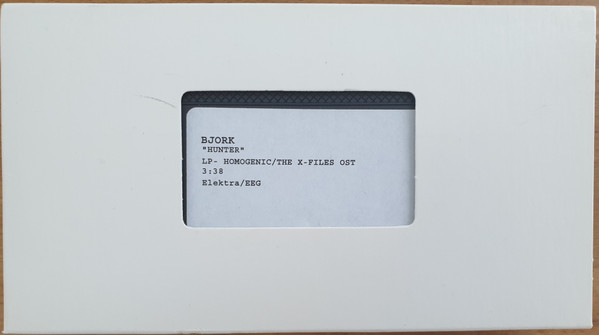 BJORK
"HUNTER"
LP- HOMOGENIC/THE X-FILES OST
3:38
Elektra/EEG